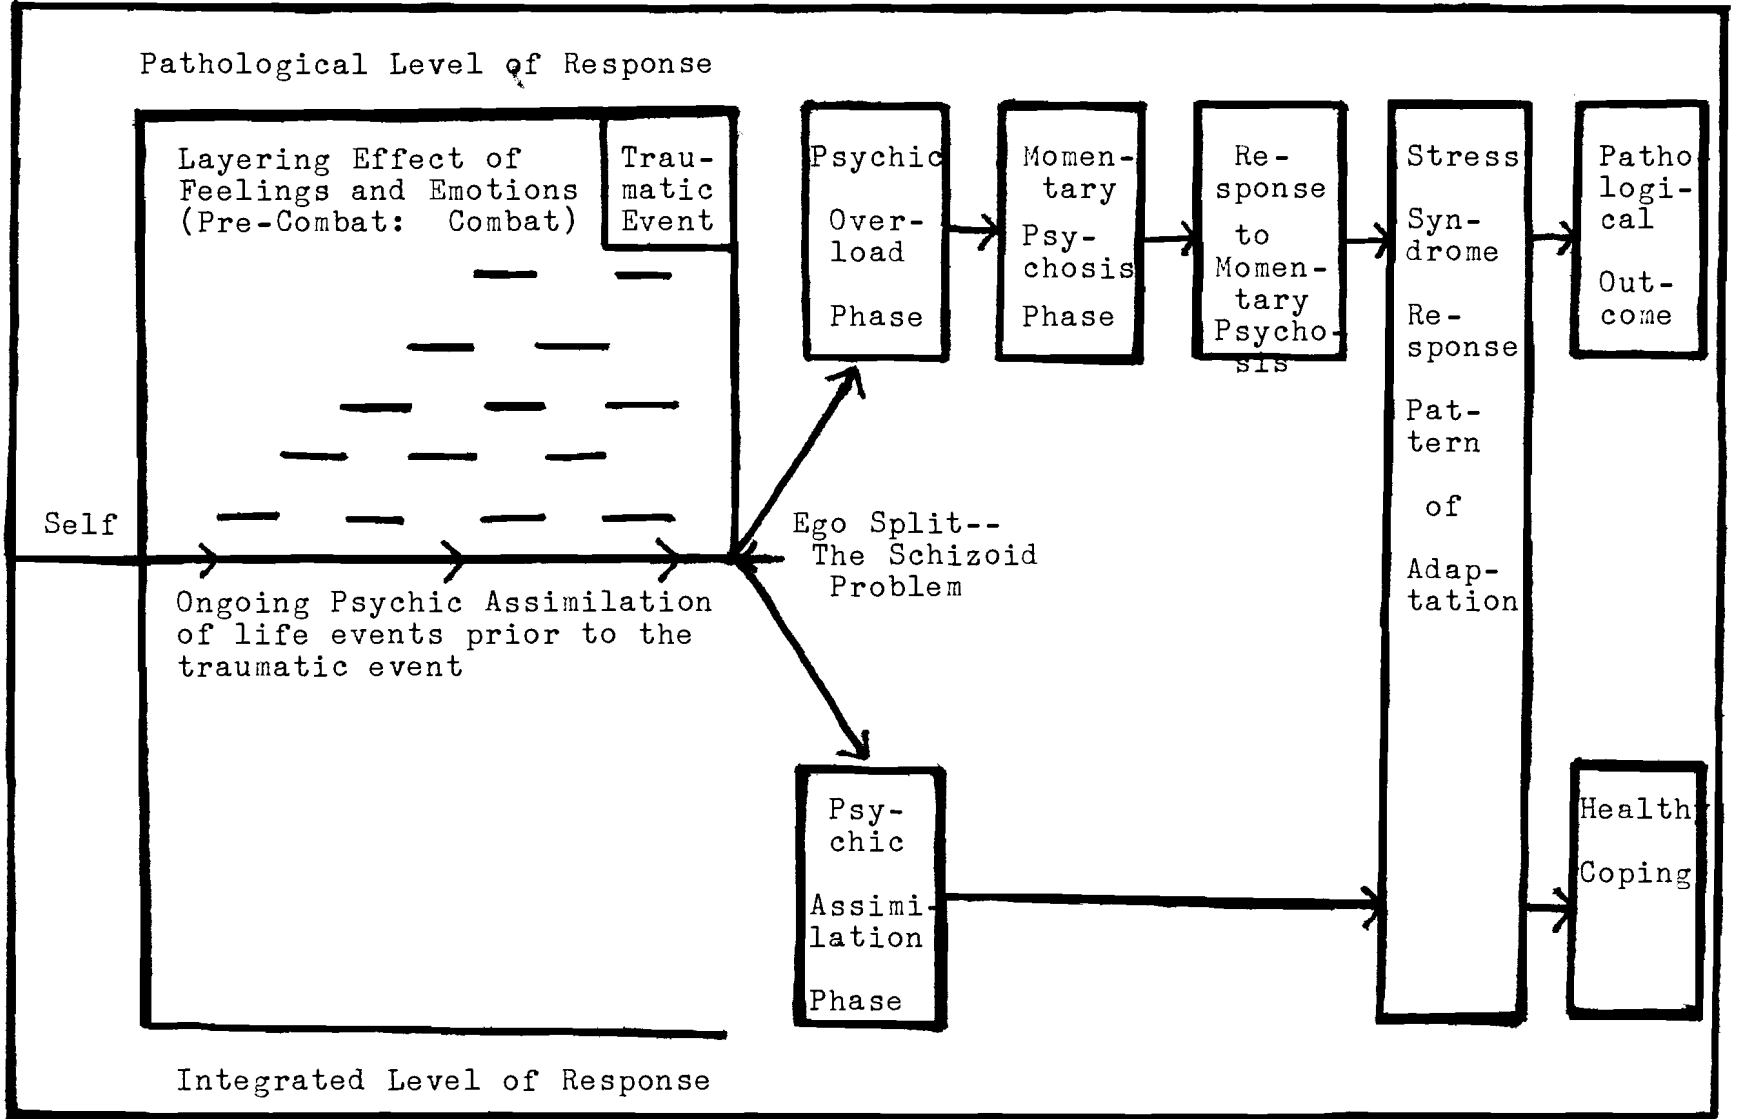 Pathological Level of Response
Layering Effect of
Feelings and Emotions
(Pre-Combat: Combat)
Trau-
matic
Event
Psychic
Over-
load
Phase
Momen-
tary
Psy-
chosis
Phase
Re-
sponse
to
Momen-
tary
Psycho-
sis
Stress
Syn-
drome
Re-
sponse
Pat-
tern
of
Adap-
tation
Patho
logi-
cal
Out-
come
Self
Ego Split--
The Schizoid
Problem
Ongoing Psychic Assimilation
of life events prior to the
traumatic event
Psy-
chic
Assimi-
lation
Phase
Healthy
Coping
Integrated Level of Response